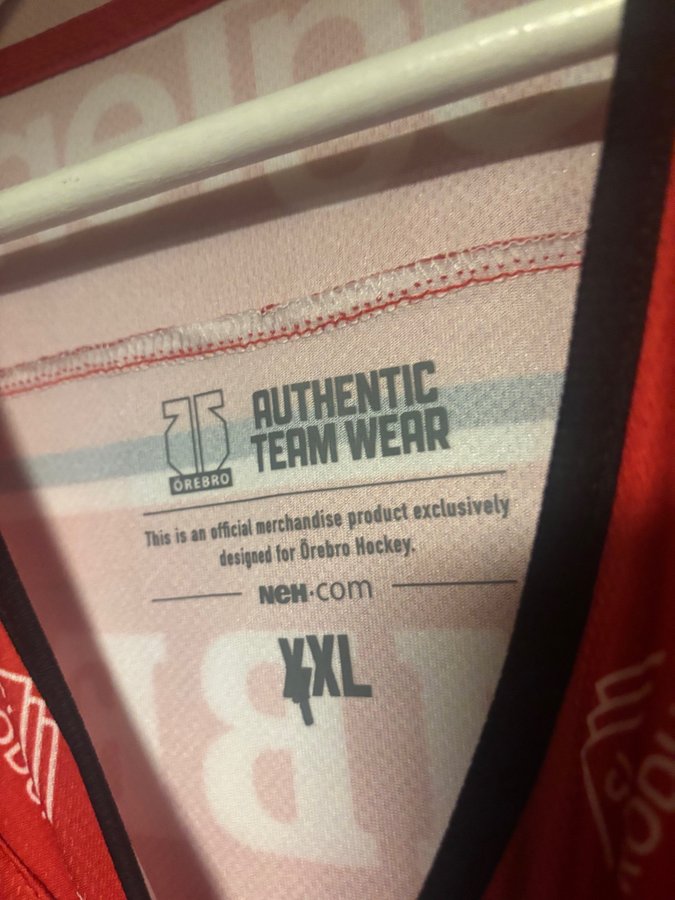 AUTHENTIC
TEAM WEAR
ÖREBRO
This is an official merchandise product exclusively
designed for Örebro Hockey.
NEH.com
XXL